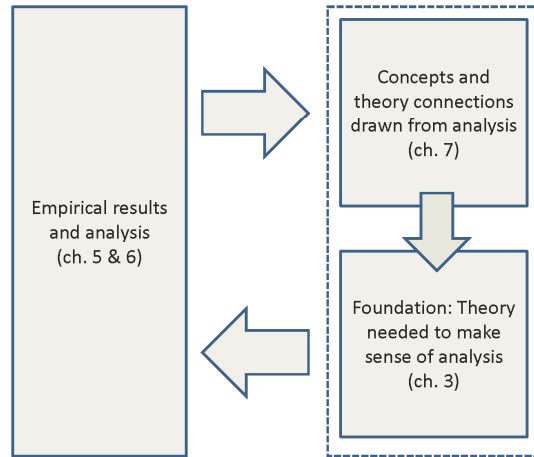 Empirical results
and analysis
(ch. 5 & 6)
Concepts and
theory connections
drawn from analysis
(ch. 7)
Foundation: Theory
needed to make
sense of analysis
(ch. 3)